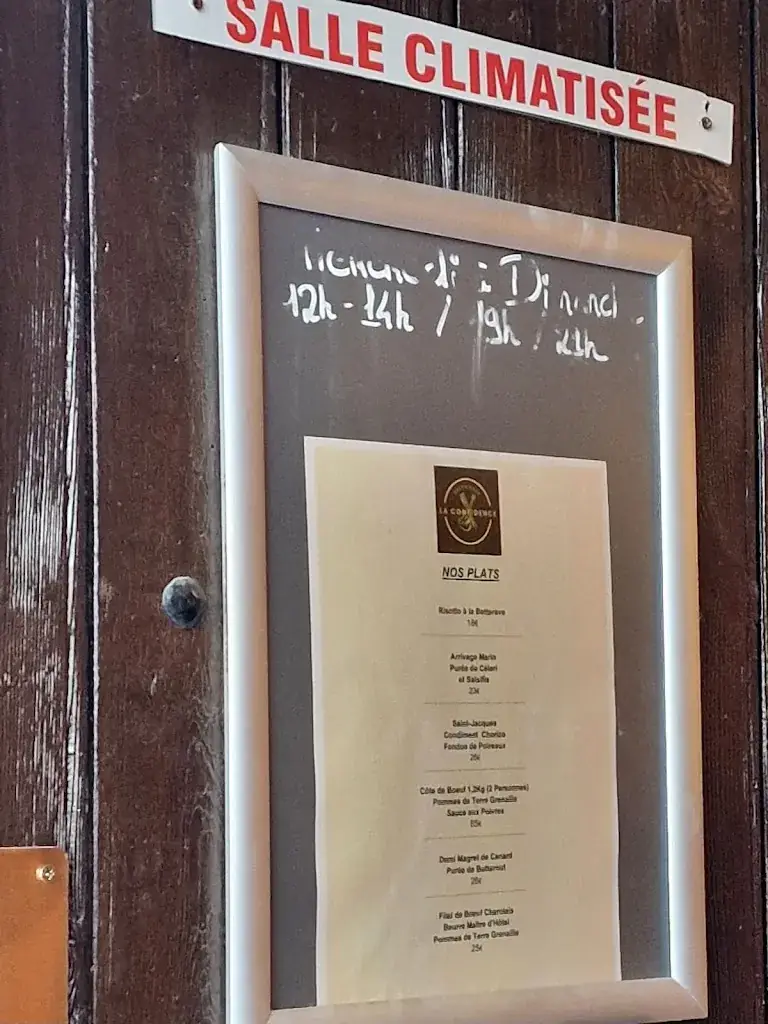 SALLE CLIMATISÉE
12h - 14h / 19h / 21h
LA CONFIDENCE
NOS PLATS
Risotto à la Betterave
Arrivage Marin
Purée de Céleri
et Salsifis
23€
Saint-Jacques
Condiment Chorizo
Fondue de Poireaux
26€
Côte de Boeuf 1,2Kg (2 Personnes)
Pommes de Terre Grenaille
Sauce aux Poivres
Demi Magret de Canard
Purée de Butternut
Filet de Bœuf Charolais
Beurre Maître d'Hôtel
Pommes de Terre Grenaille
25€